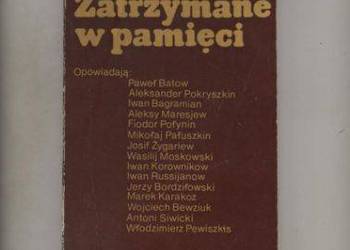 Zatrzymane
w pamięci
Opowiadają:
Paweł Batow
Aleksander Pokryszkin
Iwan Bagramian
Aleksy Maresjew
Fiodor Połynin
Mikołaj Pałuszkin
Josif Żygariew
Wasilij Moskowski
Iwan Korownikow
Iwan Russijanow
Jerzy Bordziłowski
Marek Karakoz
Wojciech Bewziuk
Antoni Siwicki
Włodzimierz Pewiszkis